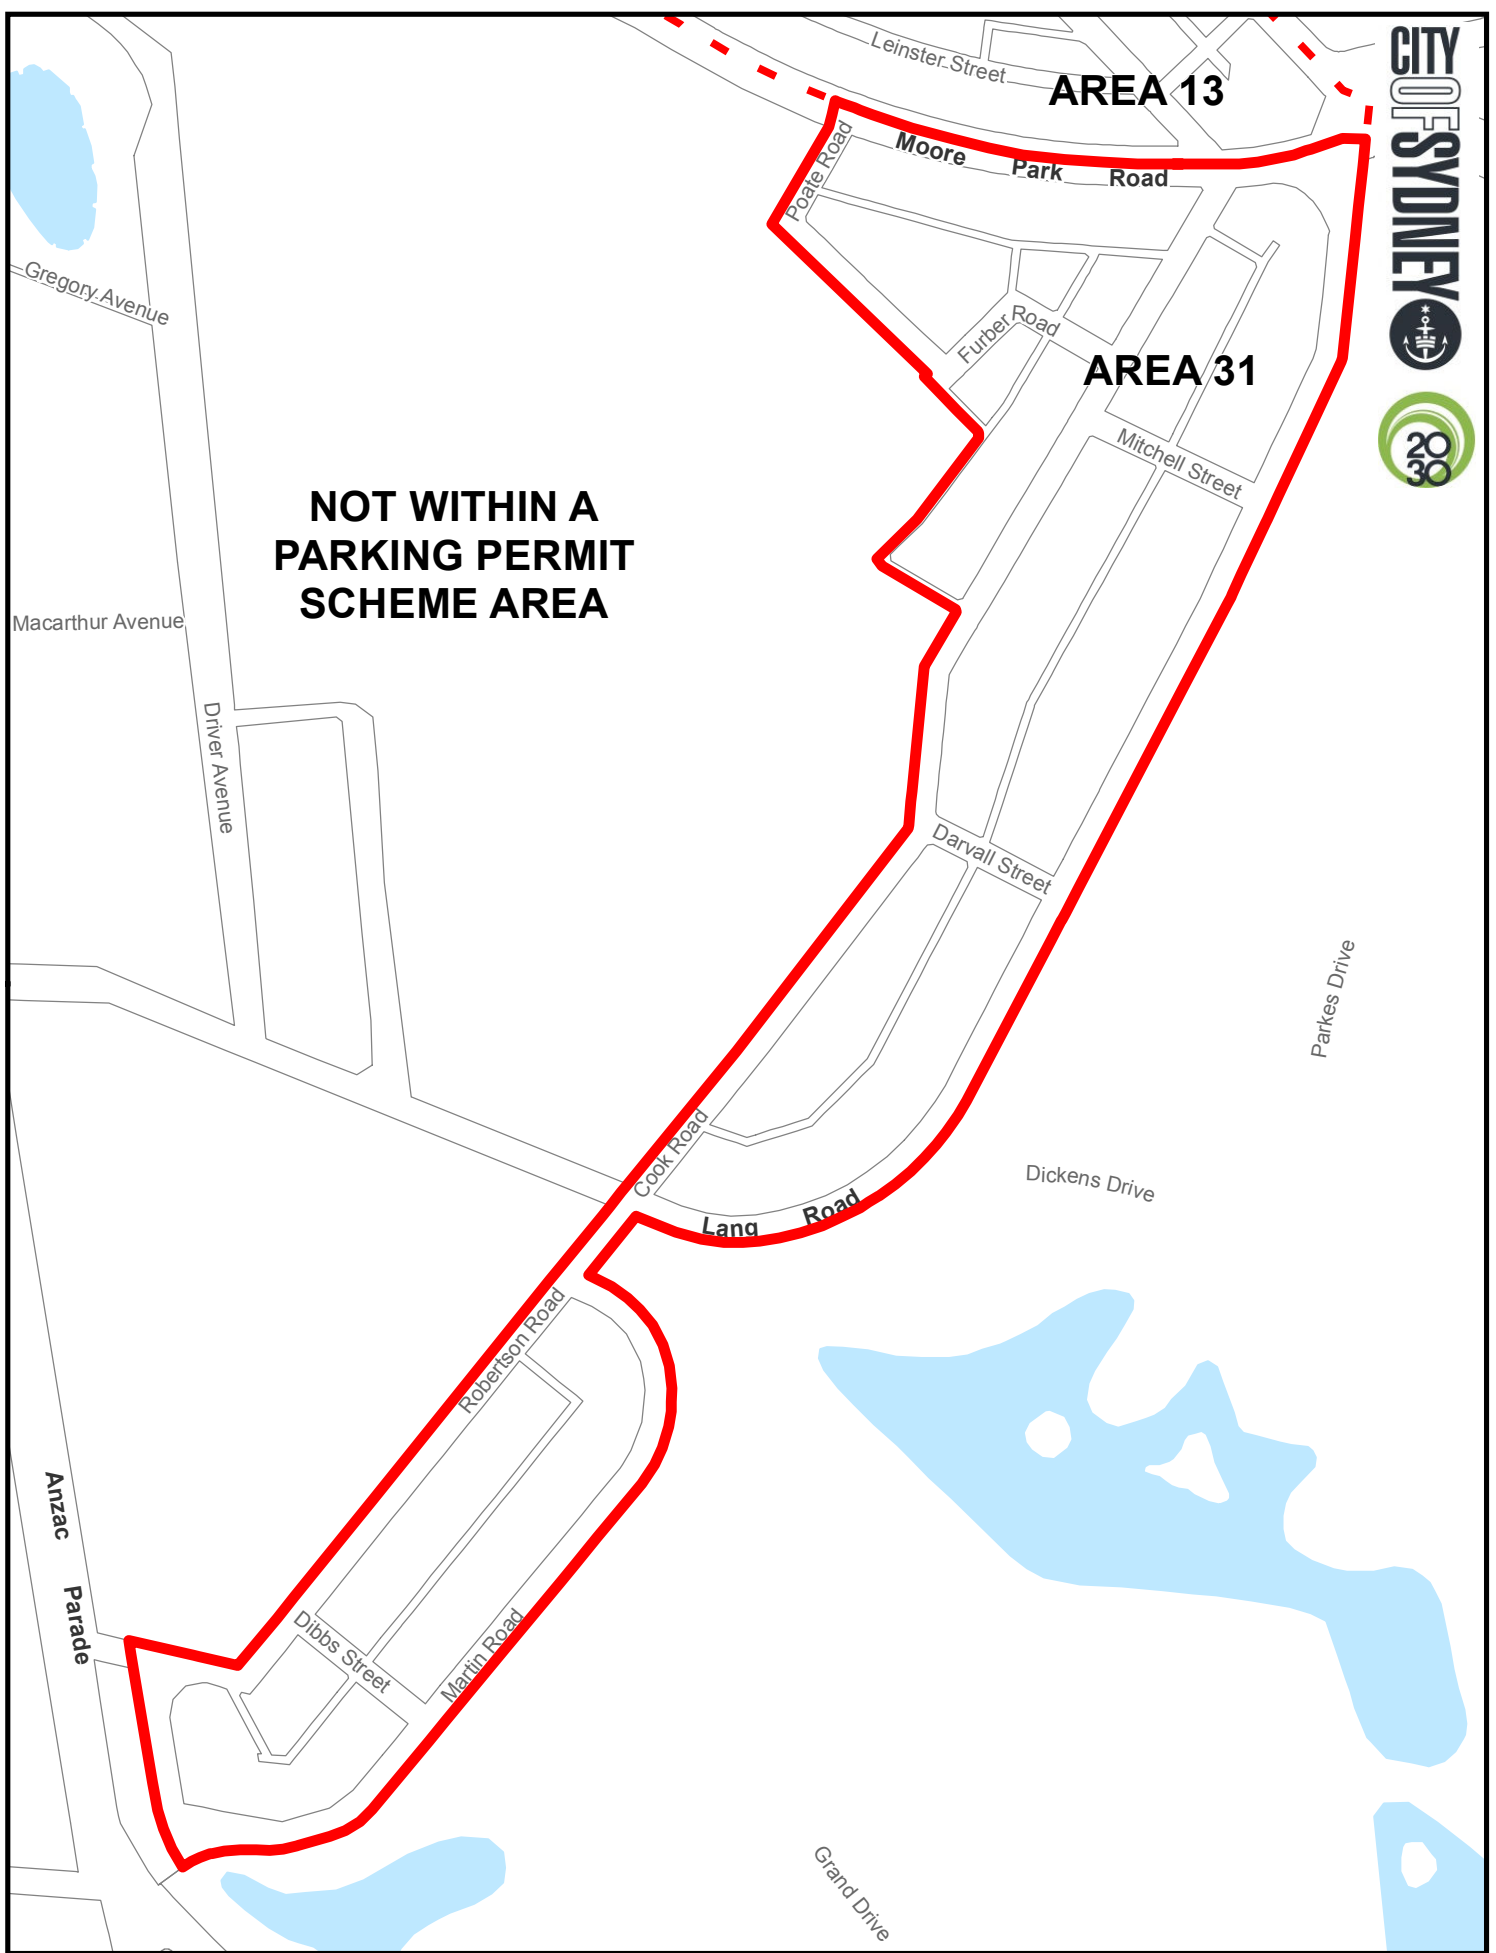 Leinster Street
AREA 13
CITY OF SYDNEY
Poate Road
Moore Park Road
Gregory Avenue
Furber Road
AREA 31
2030
Mitchell Street
NOT WITHIN A
PARKING PERMIT
SCHEME AREA
Macarthur Avenue
Driver Avenue
Darvall Street
Parkes Drive
Cook Road
Dickens Drive
Lang Road
Robertson Road
Anzac Parade
Dibbs Street
Martin Road
Grand Drive